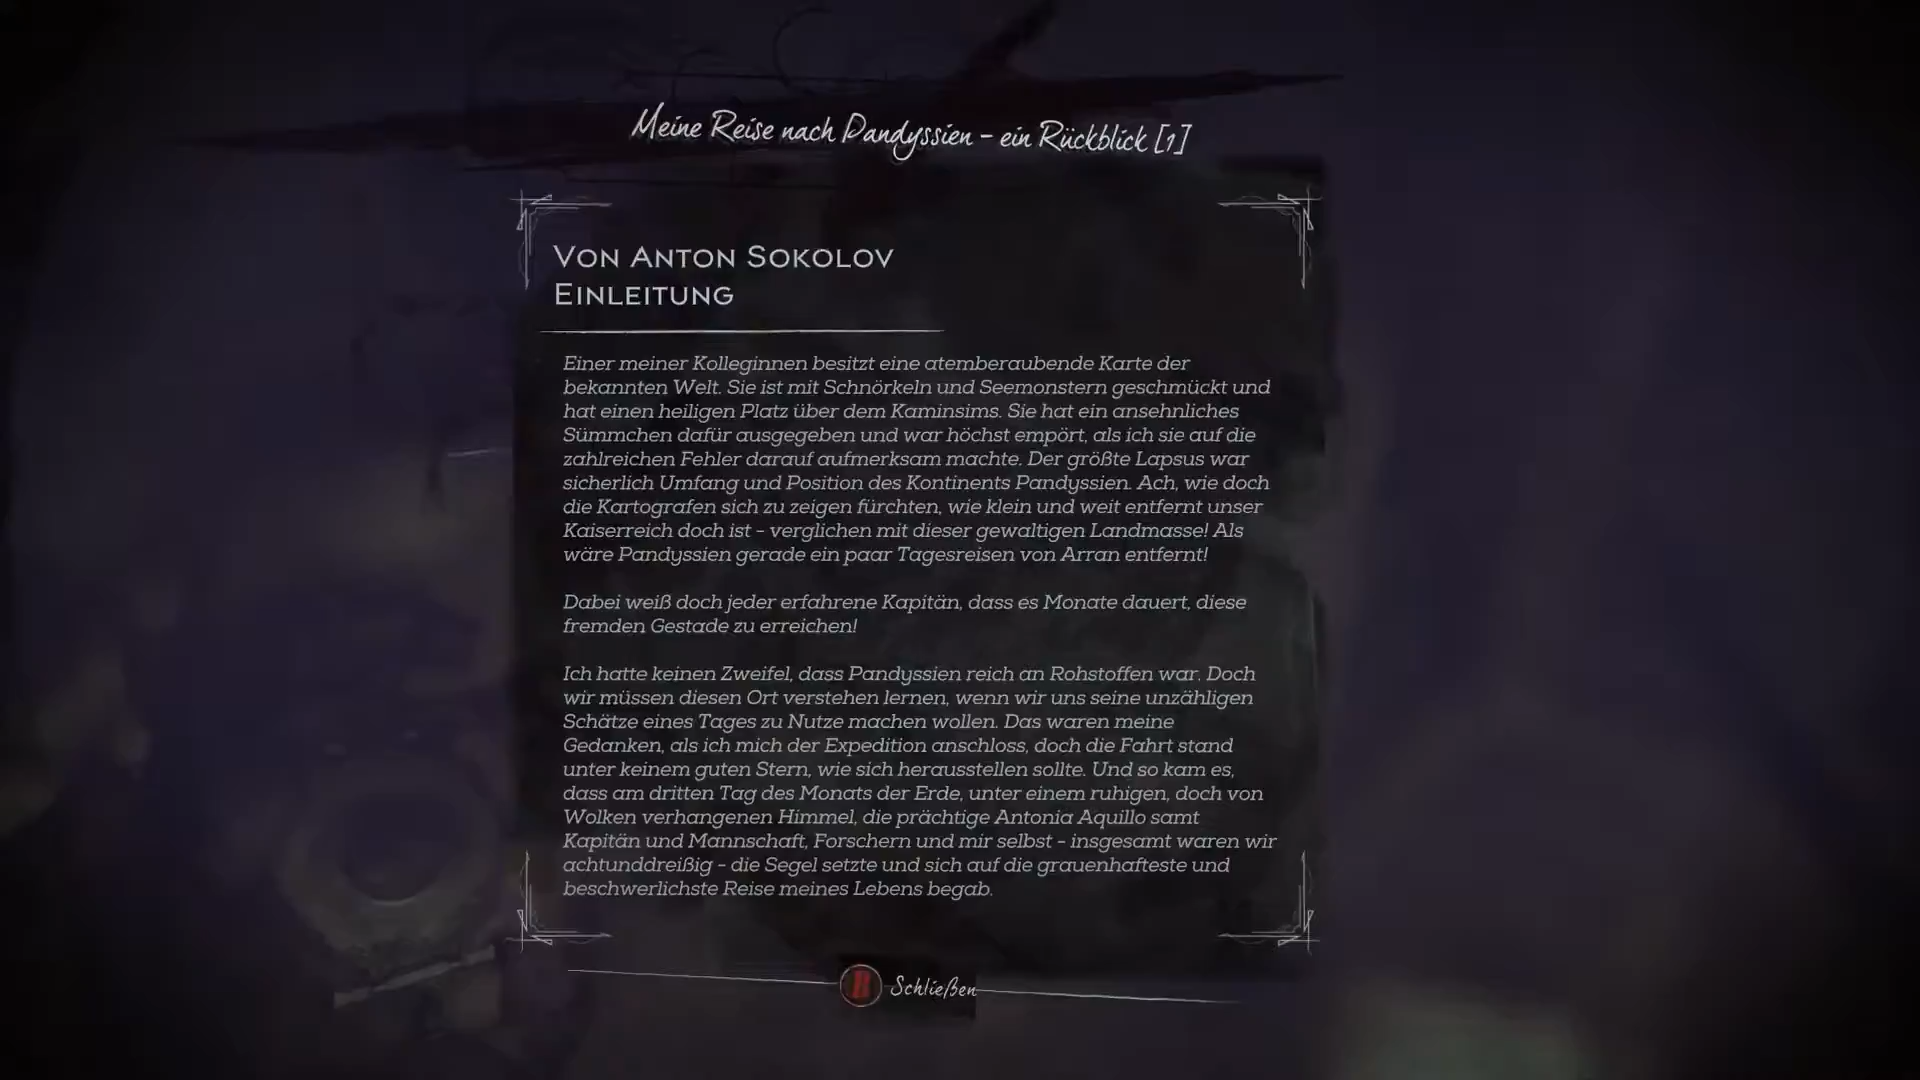 Meine Reise nach Pandyssien - ein Rückblick [1]
Von Anton Sokolov
Einleitung
Einer meiner Kolleginnen besitzt eine atemberaubende Karte der
bekannten Welt. Sie ist mit Schnörkeln und Seemonstern geschmückt und
hat einen heiligen Platz über dem Kaminsims. Sie hat ein ansehnliches
Sümmchen dafür ausgegeben und war höchst empört, als ich sie auf die
zahlreichen Fehler darauf aufmerksam machte. Der größte Lapsus war
sicherlich Umfang und Position des Kontinents Pandyssien. Ach, wie doch
die Kartografen sich zu zeigen fürchten, wie klein und weit entfernt unser
Kaiserreich doch ist - verglichen mit dieser gewaltigen Landmasse! Als
wäre Pandyssien gerade ein paar Tagesreisen von Arran entfernt!
Dabei weiß doch jeder erfahrene Kapitän, dass es Monate dauert, diese
fremden Gestade zu erreichen!
Ich hatte keinen Zweifel, dass Pandyssien reich an Rohstoffen war. Doch
wir müssen diesen Ort verstehen lernen, wenn wir uns seine unzähligen
Schätze eines Tages zu Nutze machen wollen. Das waren meine
Gedanken, als ich mich der Expedition anschloss, doch die Fahrt stand
unter keinem guten Stern, wie sich herausstellen sollte. Und so kam es,
dass am dritten Tag des Monats der Erde, unter einem ruhigen, doch von
Wolken verhangenen Himmel, die prächtige Antonia Aquillo samt
Kapitän und Mannschaft, Forschern und mir selbst - insgesamt waren wir
achtunddreißig - die Segel setzte und sich auf die grauenhafteste und
beschwerlichste Reise meines Lebens begab.
B Schließen